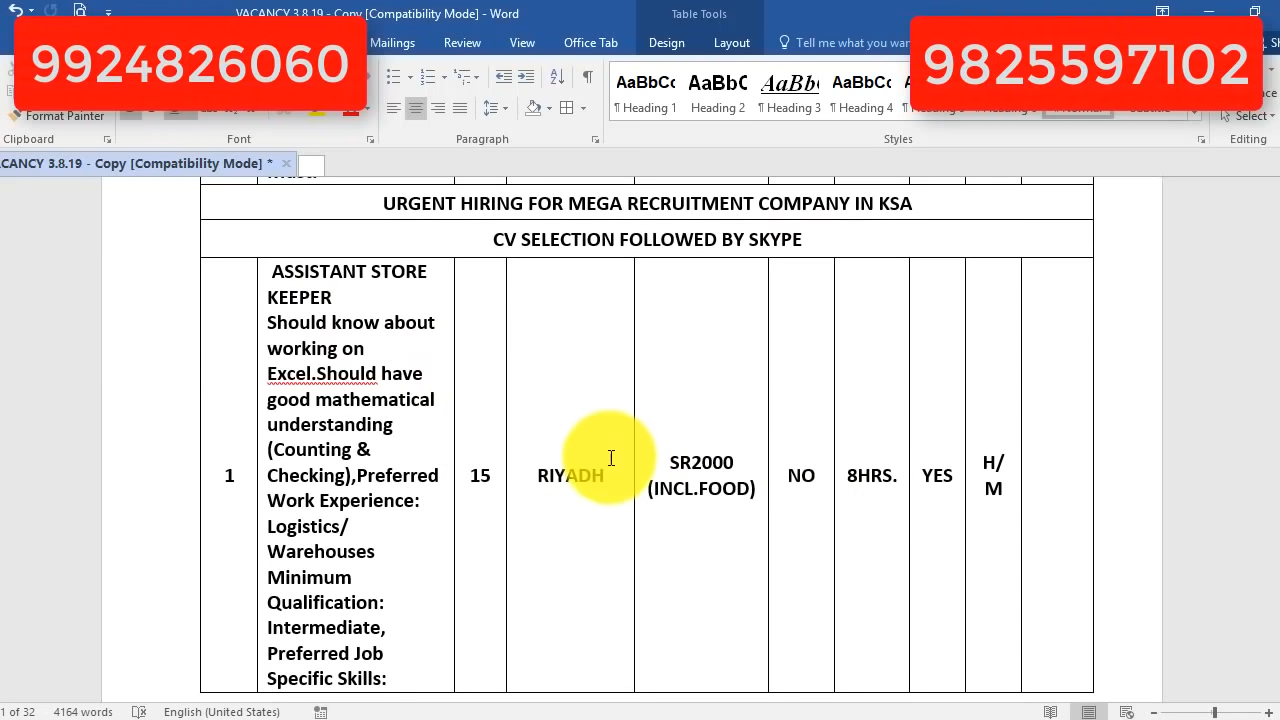 VACANCY 3.8.19 - Copy [Compatibility Mode] - Word
Table Tools
9924826060
9825597102
Mailings Review View Office Tab Design Layout Tell me what you want
AaBbCc AaBbC AaBbC AaBbCc
¶ Heading 1 Heading 2 ¶ Heading 3
Format Painter
Select
Clipboard Font Paragraph Styles Editing
CANCY 3.8.19 - Copy [Compatibility Mode] *
URGENT HIRING FOR MEGA RECRUITMENT COMPANY IN KSA
CV SELECTION FOLLOWED BY SKYPE
1
ASSISTANT STORE
KEEPER
Should know about
working on
Excel.Should have
good mathematical
understanding
(Counting &
Checking),Preferred
Work Experience:
Logistics/
Warehouses
Minimum
Qualification:
Intermediate,
Preferred Job
Specific Skills:
15
RIYADH
SR2000
(INCL.FOOD)
NO
8HRS.
YES
H/
M
1 of 32 4164 words English (United States)